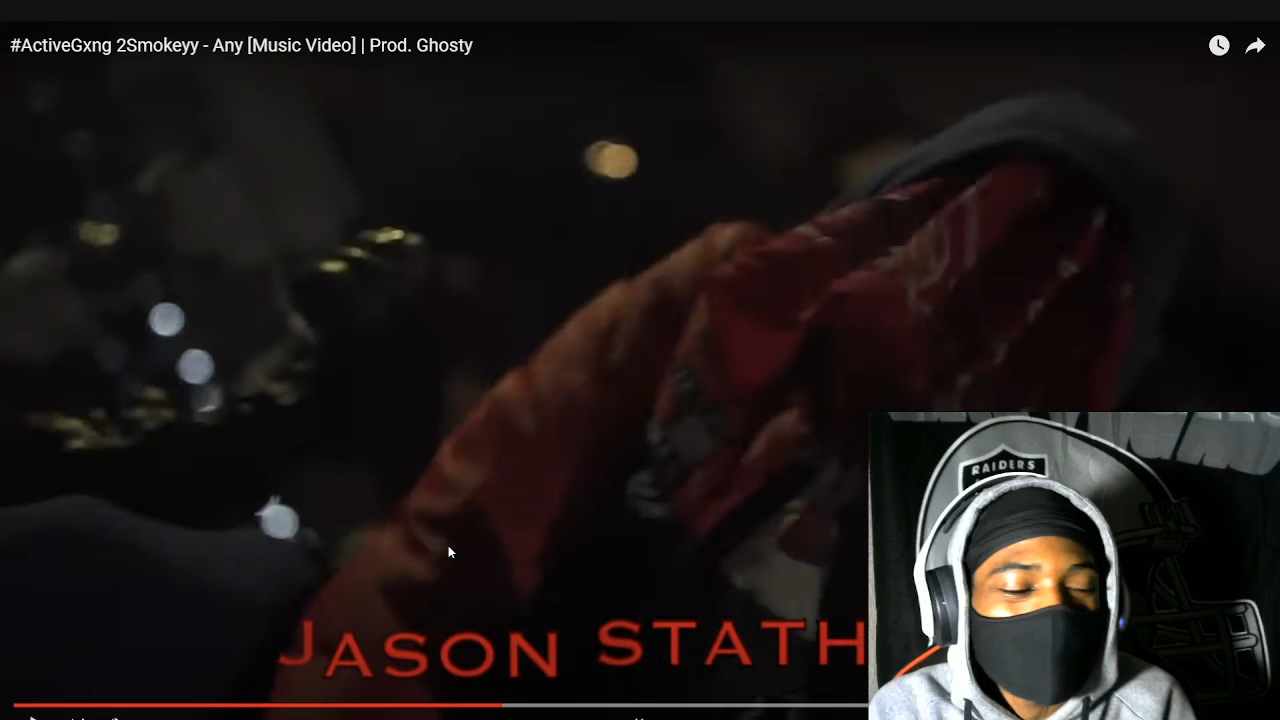 #ActiveGxng 2Smokeyy - Any [Music Video] | Prod. Ghosty
RAIDERS
JASON STATH